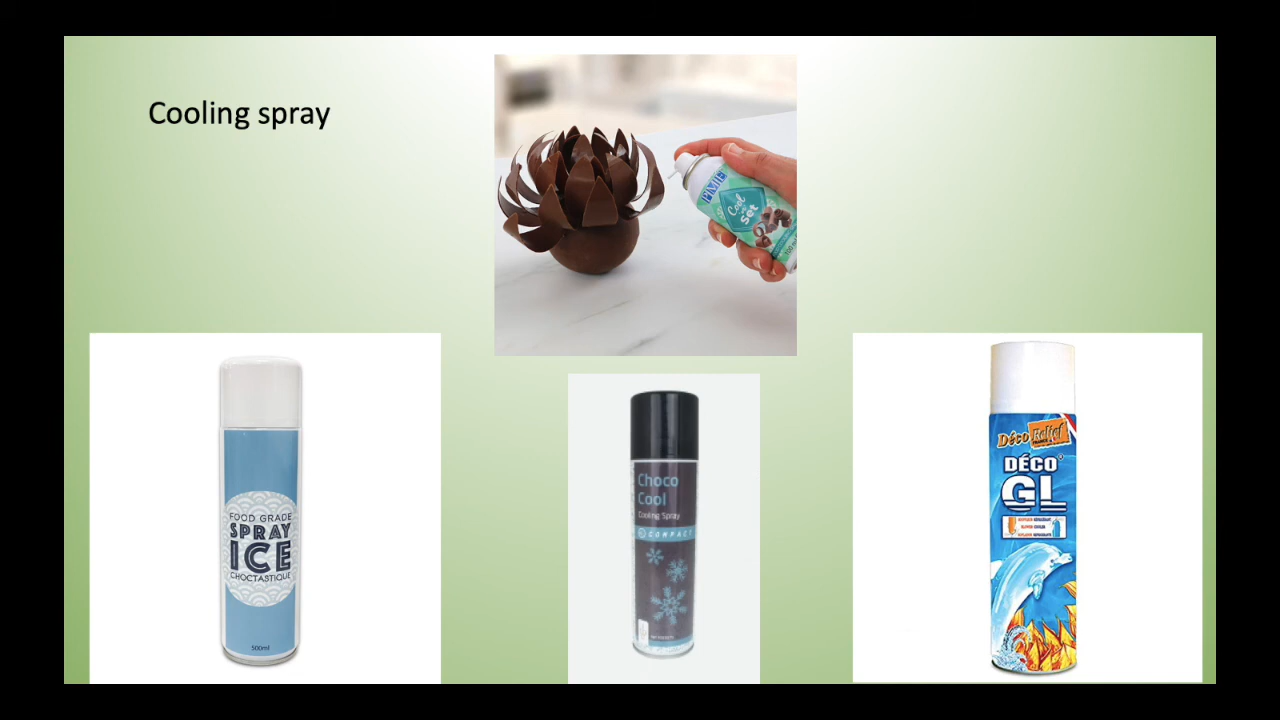 Cooling spray
PME
Cool
n'
Set
FOOD GRADE
SPRAY
ICE
CHOCTASTIQUE
500ml
Choco
Cool
Cooling Spray
COMPACT
Déco Relief
DÉCO
GL